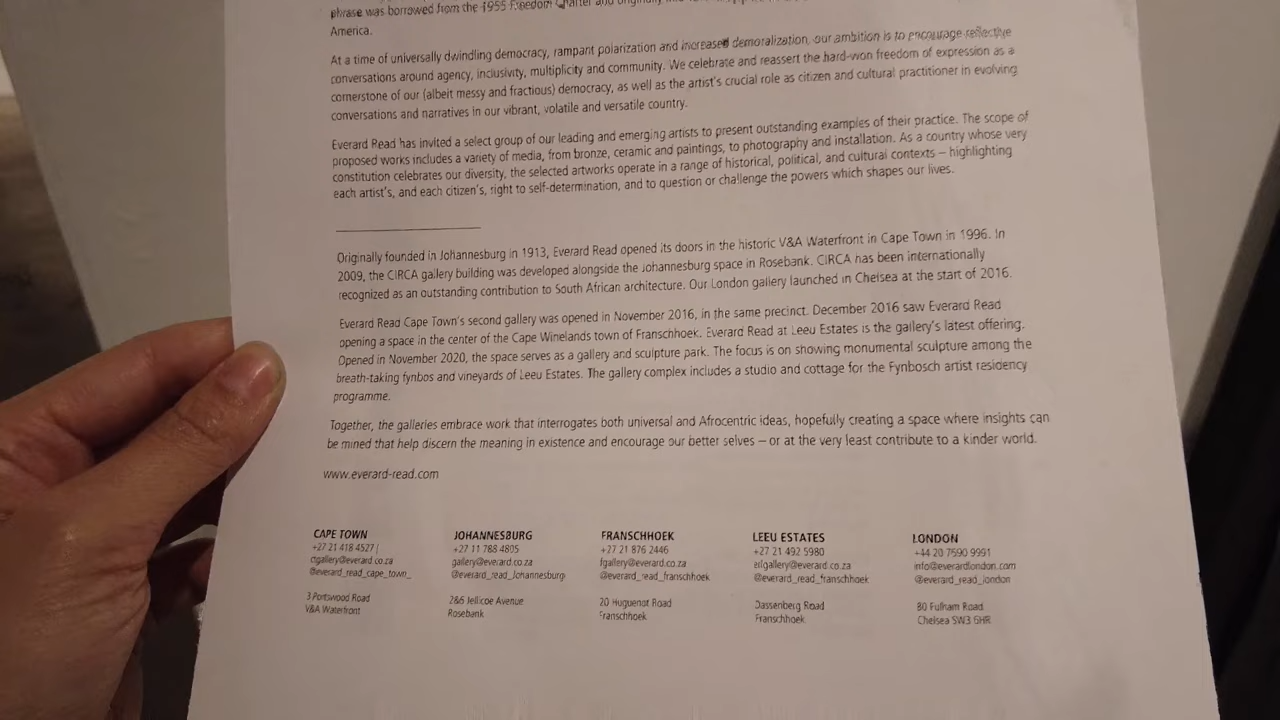 phrase was borrowed from the 1955 Freedom Charter and originally
America.
At a time of universally dwindling democracy, rampant polarization and increased demoralization, our ambition is to encourage reflective
conversations around agency, inclusivity, multiplicity and community. We celebrate and reassert the hard-won freedom of expression as a
cornerstone of our (albeit messy and fractious) democracy, as well as the artist's crucial role as citizen and cultural practitioner in evolving
conversations and narratives in our vibrant, volatile and versatile country.
Everard Read has invited a select group of our leading and emerging artists to present outstanding examples of their practice. The scope of
proposed works includes a variety of media, from bronze, ceramic and paintings, to photography and installation. As a country whose very
constitution celebrates our diversity, the selected artworks operate in a range of historical, political, and cultural contexts – highlighting
each artist's, and each citizen's, right to self-determination, and to question or challenge the powers which shapes our lives.
Originally founded in Johannesburg in 1913, Everard Read opened its doors in the historic V&A Waterfront in Cape Town in 1996. In
2009, the CIRCA gallery building was developed alongside the Johannesburg space in Rosebank. CIRCA has been internationally
recognized as an outstanding contribution to South African architecture. Our London gallery launched in Chelsea at the start of 2016.
Everard Read Cape Town's second gallery was opened in November 2016, in the same precinct. December 2016 saw Everard Read
opening a space in the center of the Cape Winelands town of Franschhoek. Everard Read at Leeu Estates is the gallery's latest offering.
Opened in November 2020, the space serves as a gallery and sculpture park. The focus is on showing monumental sculpture among the
breath-taking fynbos and vineyards of Leeu Estates. The gallery complex includes a studio and cottage for the Fynbosch artist residency
programme.
Together, the galleries embrace work that interrogates both universal and Afrocentric ideas, hopefully creating a space where insights can
be mined that help discern the meaning in existence and encourage our better selves – or at the very least contribute to a kinder world.
www.everard-read.com
CAPE TOWN
+27 21 418 4527 |
ctgallery@everard.co.za
@everard_read_cape_town_
3 Portswood Road
V&A Waterfront
JOHANNESBURG
+27 11 788 4805
gallery@everard.co.za
@everard_read_Johannesburg
2&6 Jellicoe Avenue
Rosebank
FRANSCHHOEK
+27 21 876 2446
fgallery@everard.co.za
@everard_read_franschhoek
20 Huguenot Road
Franschhoek
LEEU ESTATES
+27 21 492 5980
erlgallery@everard.co.za
@everard_read_franschhoek
Dassenberg Road
Franschhoek
LONDON
+44 20 7590 9991
info@everardlondon.com
@everard_read_london
80 Fulham Road
Chelsea SW3 6HR